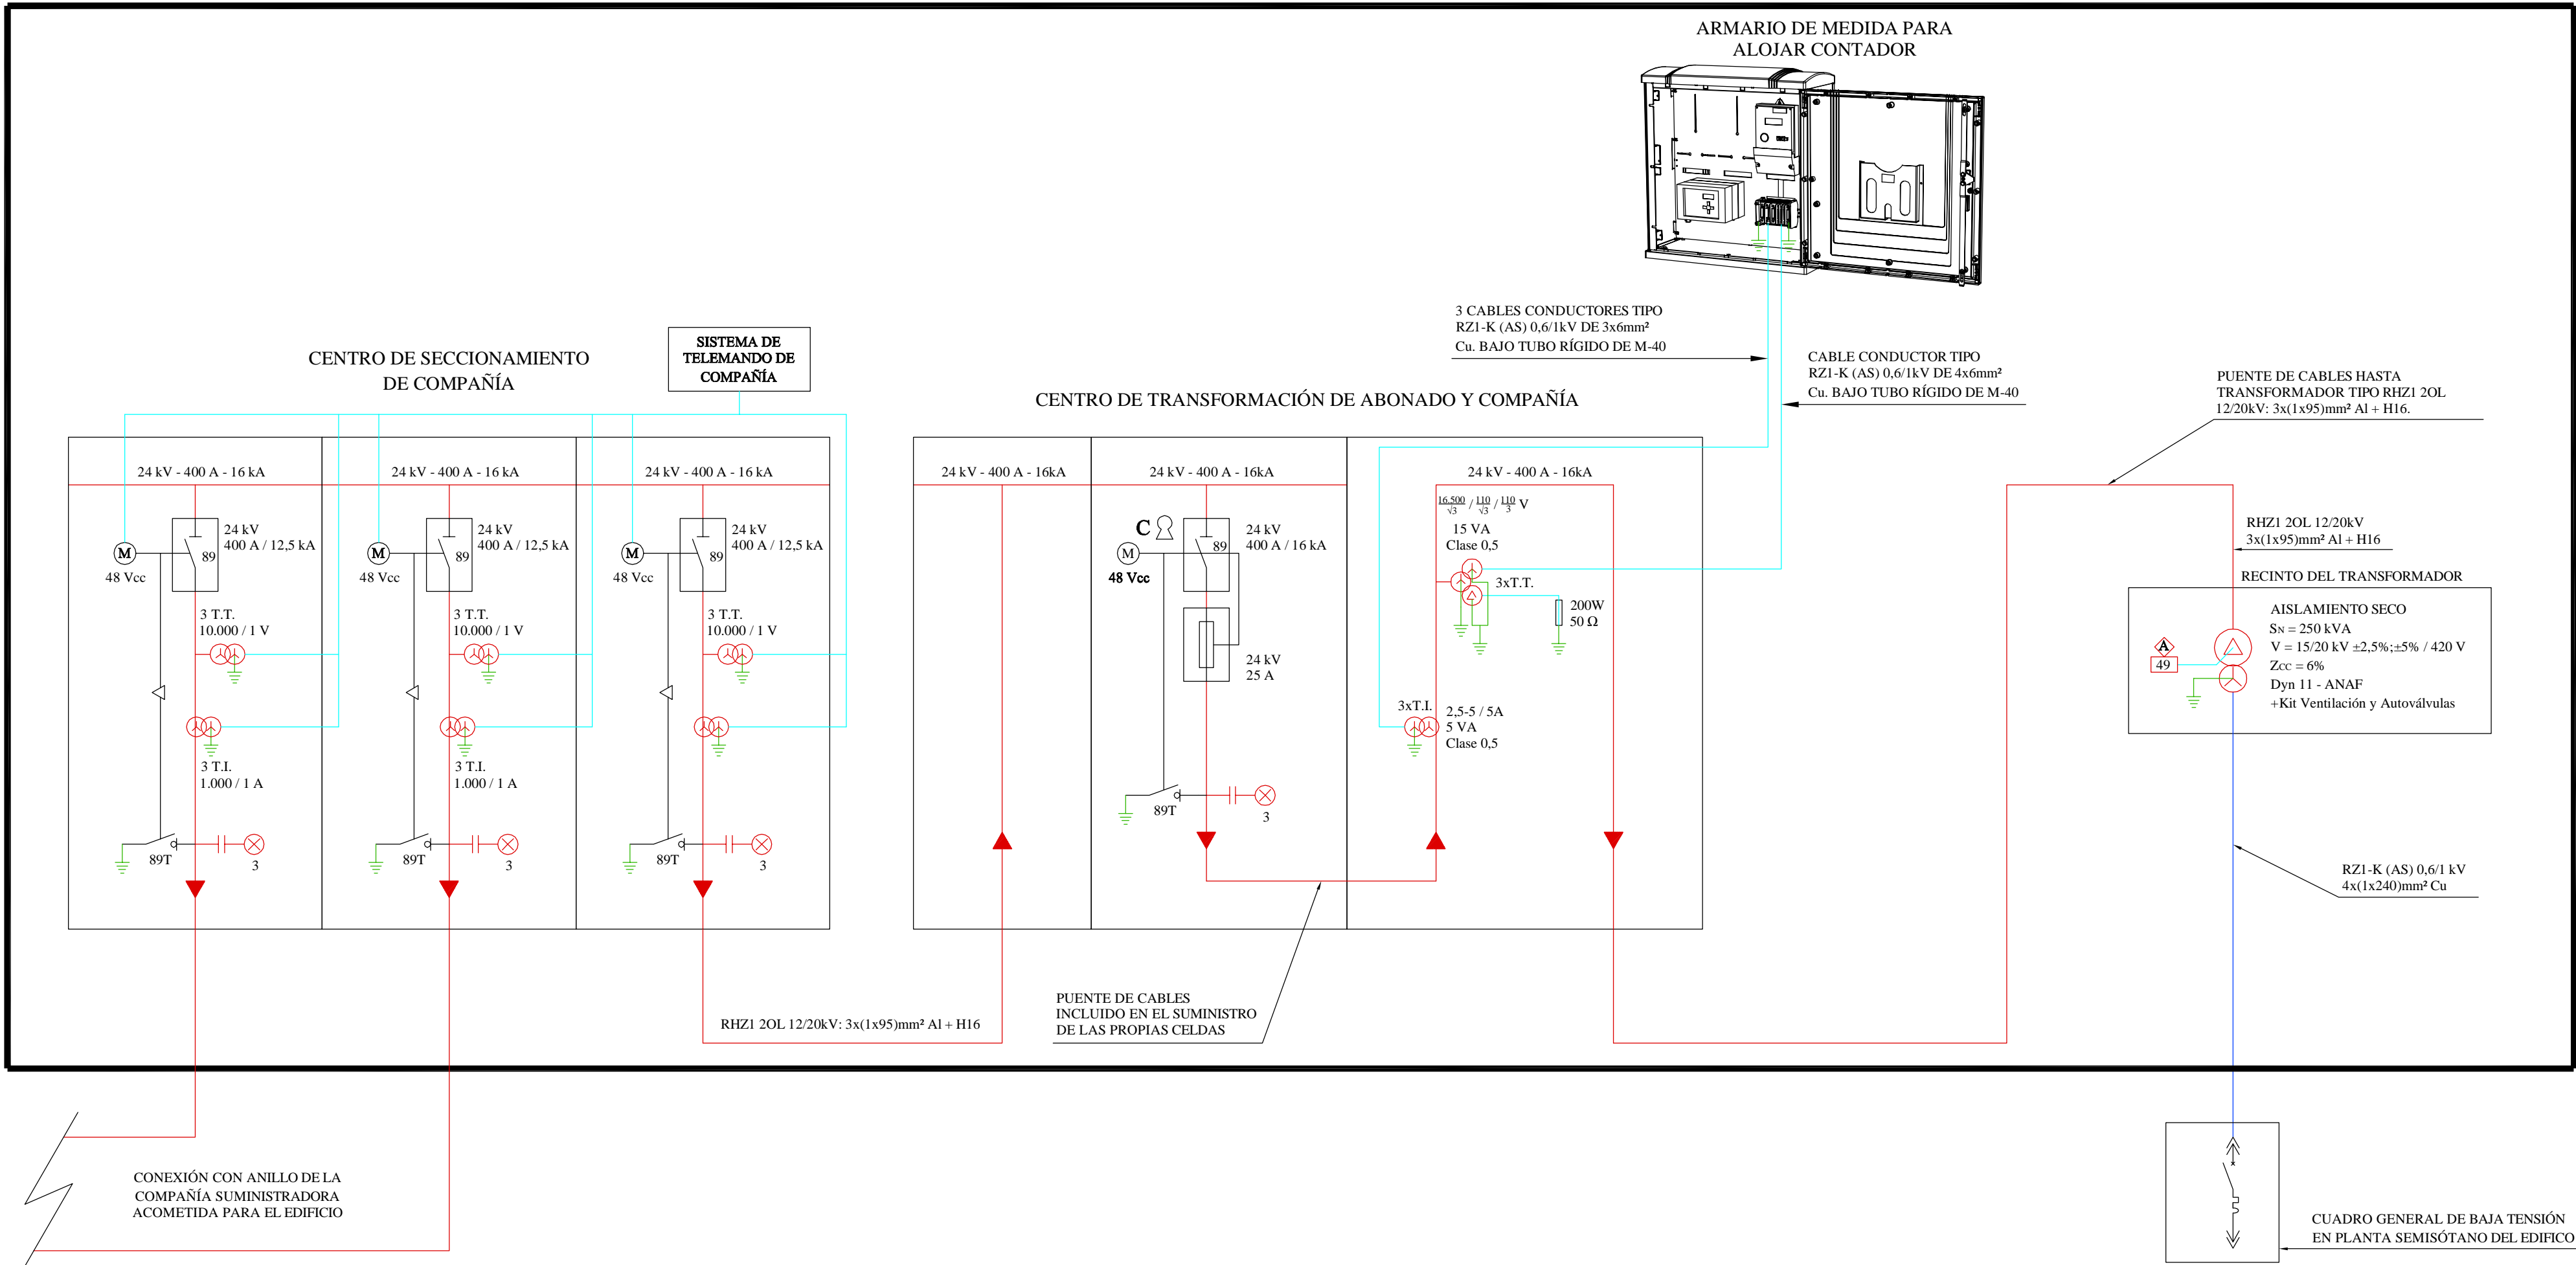 ARMARIO DE MEDIDA PARA
ALOJAR CONTADOR
3 CABLES CONDUCTORES TIPO
RZ1-K (AS) 0,6/1kV DE 3x6mm²
Cu. BAJO TUBO RÍGIDO DE M-40
CABLE CONDUCTOR TIPO
RZ1-K (AS) 0,6/1kV DE 4x6mm²
Cu. BAJO TUBO RÍGIDO DE M-40
PUENTE DE CABLES HASTA
TRANSFORMADOR TIPO RHZ1 2OL
12/20kV: 3x(1x95)mm² Al + H16.
CENTRO DE SECCIONAMIENTO
DE COMPAÑÍA
SISTEMA DE
TELEMANDO DE
COMPAÑÍA
CENTRO DE TRANSFORMACIÓN DE ABONADO Y COMPAÑÍA
24 kV - 400 A - 16 kA
24 kV
400 A / 12,5 kA
89
M
48 Vcc
3 T.T.
10.000 / 1 V
3 T.I.
1.000 / 1 A
89T
3
24 kV - 400 A - 16 kA
24 kV
400 A / 12,5 kA
89
M
48 Vcc
3 T.T.
10.000 / 1 V
3 T.I.
1.000 / 1 A
89T
3
24 kV - 400 A - 16 kA
24 kV
400 A / 12,5 kA
89
M
48 Vcc
3 T.T.
10.000 / 1 V
3 T.I.
1.000 / 1 A
89T
3
RHZ1 2OL 12/20kV: 3x(1x95)mm² Al + H16
24 kV - 400 A - 16kA
24 kV - 400 A - 16kA
C
24 kV
400 A / 16 kA
89
M
48 Vcc
24 kV
25 A
89T
3
PUENTE DE CABLES
INCLUIDO EN EL SUMINISTRO
DE LAS PROPIAS CELDAS
24 kV - 400 A - 16kA
16.500/√3 / 110/√3 / 110/3 V
15 VA
Clase 0,5
3xT.T.
200W
50 Ω
3xT.I.
2,5-5 / 5A
5 VA
Clase 0,5
RHZ1 2OL 12/20kV
3x(1x95)mm² Al + H16
RECINTO DEL TRANSFORMADOR
AISLAMIENTO SECO
SN = 250 kVA
V = 15/20 kV ±2,5%;±5% / 420 V
ZCC = 6%
Dyn 11 - ANAF
+Kit Ventilación y Autoválvulas
A
49
RZ1-K (AS) 0,6/1 kV
4x(1x240)mm² Cu
CONEXIÓN CON ANILLO DE LA
COMPAÑÍA SUMINISTRADORA
ACOMETIDA PARA EL EDIFICIO
CUADRO GENERAL DE BAJA TENSIÓN
EN PLANTA SEMISÓTANO DEL EDIFICO